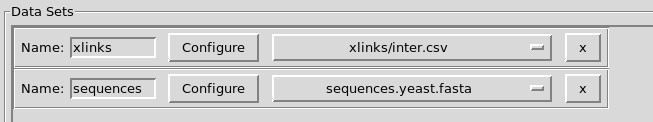 Data Sets
Name: xlinks Configure xlinks/inter.csv x
Name: sequences Configure sequences.yeast.fasta x